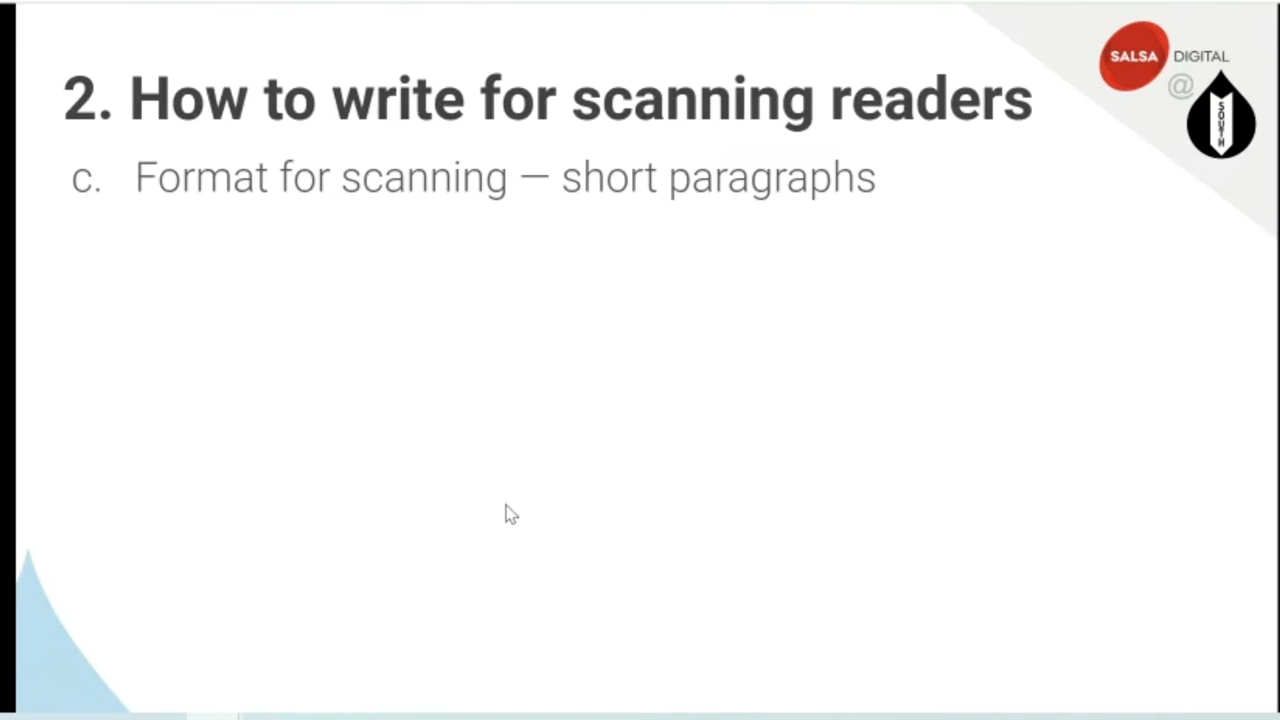 2. How to write for scanning readers
c. Format for scanning — short paragraphs
SALSA DIGITAL
@
SOUTH